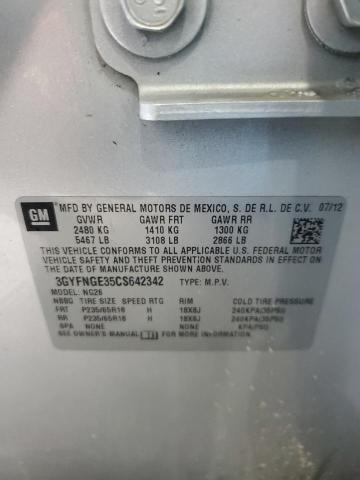 GM
MFD BY GENERAL MOTORS DE MEXICO, S. DE R.L. DE C.V. 07/12
GVWR GAWR FRT GAWR RR
2480 KG 1410 KG 1300 KG
5467 LB 3108 LB 2866 LB
THIS VEHICLE CONFORMS TO ALL APPLICABLE U.S. FEDERAL MOTOR
VEHICLE SAFETY AND THEFT PREVENTION STANDARDS IN EFFECT ON
THE DATE OF MANUFACTURE SHOWN ABOVE.
3GYFNGE35CS642342 TYPE: M.P.V.
MODEL: NG26
NBBG TIRE SIZE SPEED RTG RIM COLD TIRE PRESSURE
FRT P235/65R18 H 18X8J 240KPA(35PSI)
RR P235/65R18 H 18X8J 240KPA(35PSI)
SPA NONE NONE KPA(PSI)
SEE OWNER'S MANUAL FOR MORE INFORMATION.